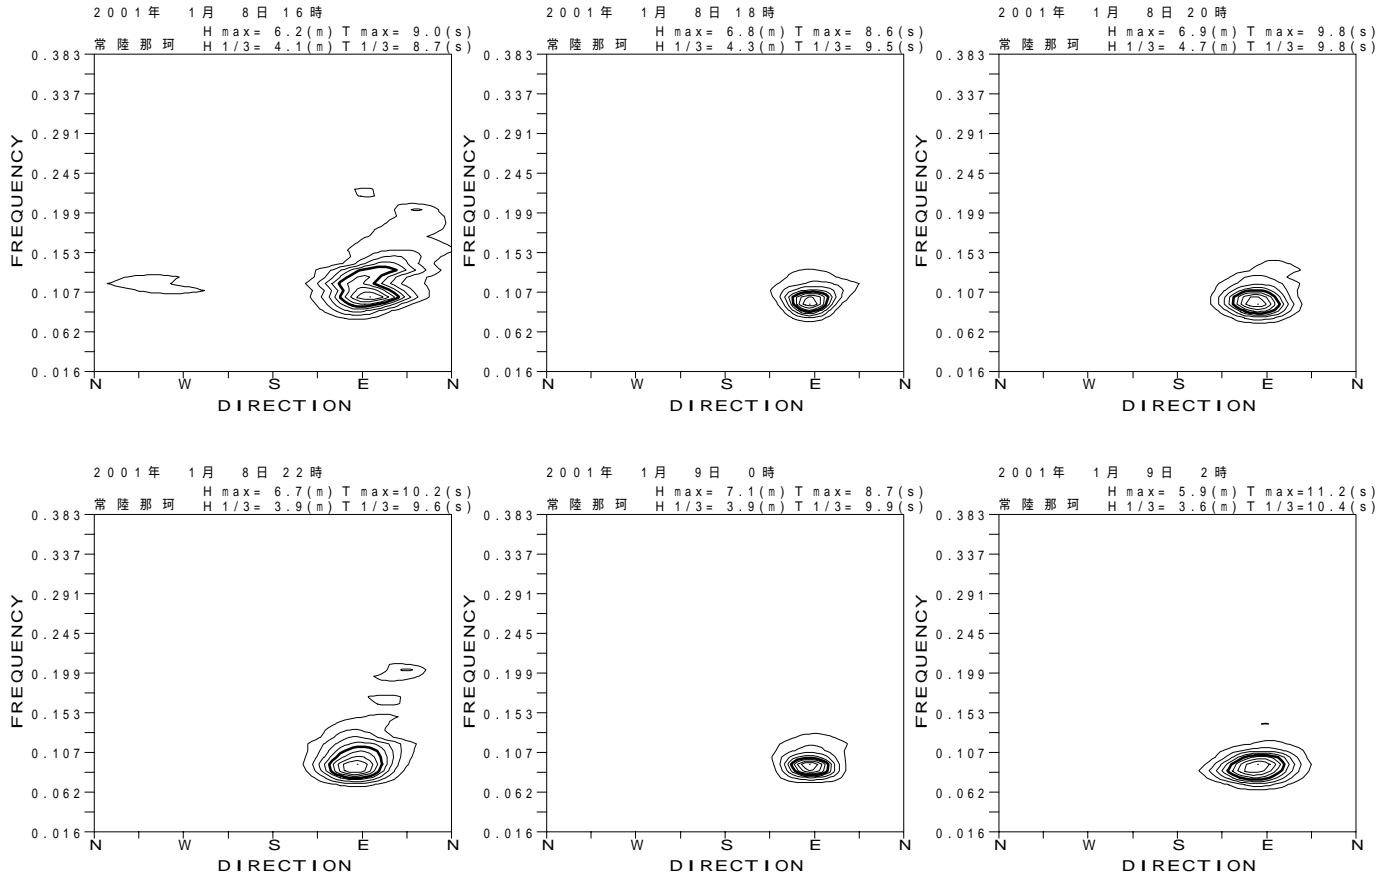 2001年 1月 8日 16時
H max= 6.2(m) T max= 9.0(s)
常陸那珂 H 1/3= 4.1(m) T 1/3= 8.7(s)
0.383
0.337
0.291
0.245
0.199
0.153
0.107
0.062
0.016
FREQUENCY
N W S E N
DIRECTION
2001年 1月 8日 18時
H max= 6.8(m) T max= 8.6(s)
常陸那珂 H 1/3= 4.3(m) T 1/3= 9.5(s)
0.383
0.337
0.291
0.245
0.199
0.153
0.107
0.062
0.016
FREQUENCY
N W S E N
DIRECTION
2001年 1月 8日 20時
H max= 6.9(m) T max= 9.8(s)
常陸那珂 H 1/3= 4.7(m) T 1/3= 9.8(s)
0.383
0.337
0.291
0.245
0.199
0.153
0.107
0.062
0.016
FREQUENCY
N W S E N
DIRECTION
2001年 1月 8日 22時
H max= 6.7(m) T max=10.2(s)
常陸那珂 H 1/3= 3.9(m) T 1/3= 9.6(s)
0.383
0.337
0.291
0.245
0.199
0.153
0.107
0.062
0.016
FREQUENCY
N W S E N
DIRECTION
2001年 1月 9日 0時
H max= 7.1(m) T max= 8.7(s)
常陸那珂 H 1/3= 3.9(m) T 1/3= 9.9(s)
0.383
0.337
0.291
0.245
0.199
0.153
0.107
0.062
0.016
FREQUENCY
N W S E N
DIRECTION
2001年 1月 9日 2時
H max= 5.9(m) T max=11.2(s)
常陸那珂 H 1/3= 3.6(m) T 1/3=10.4(s)
0.383
0.337
0.291
0.245
0.199
0.153
0.107
0.062
0.016
FREQUENCY
N W S E N
DIRECTION